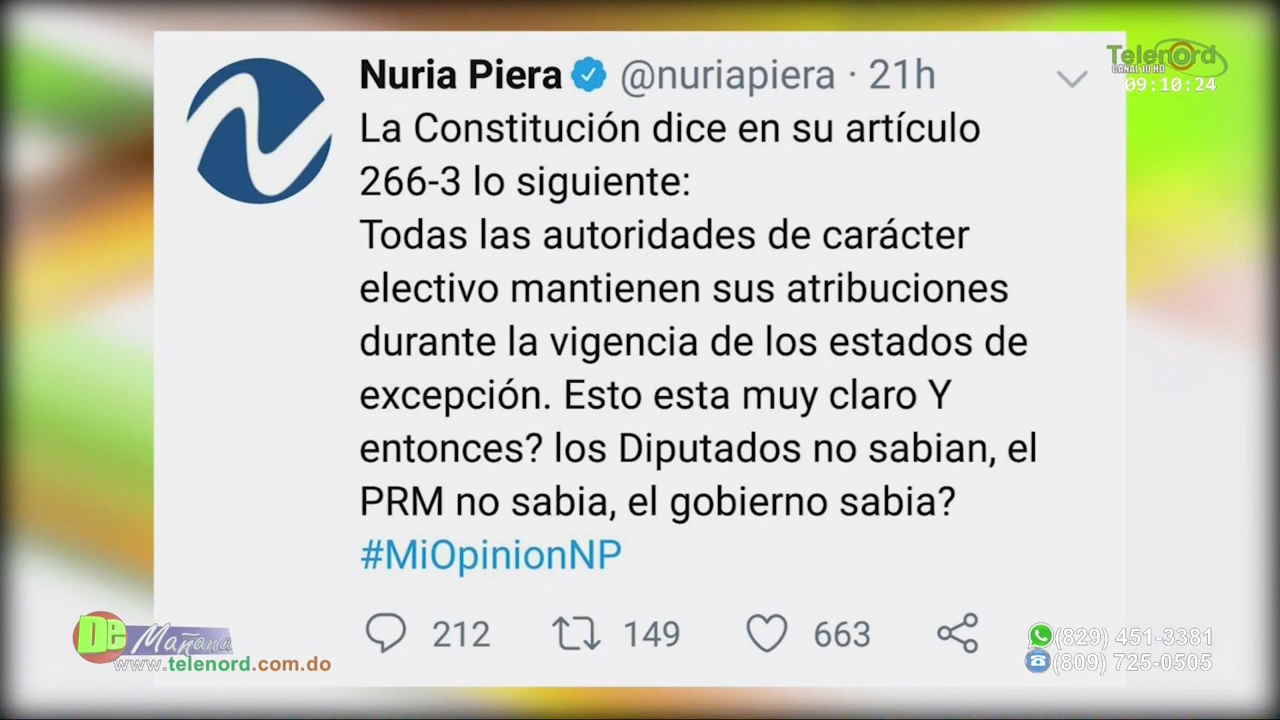 Nuria Piera @nuriapiera · 21h
La Constitución dice en su artículo
266-3 lo siguiente:
Todas las autoridades de carácter
electivo mantienen sus atribuciones
durante la vigencia de los estados de
excepción. Esto esta muy claro Y
entonces? los Diputados no sabian, el
PRM no sabia, el gobierno sabia?
#MiOpinionNP
212 149 663
Telenord
CANAL 10 HD
09:10:24
De Mañana
www.telenord.com.do
(829) 451-3381
(809) 725-0505